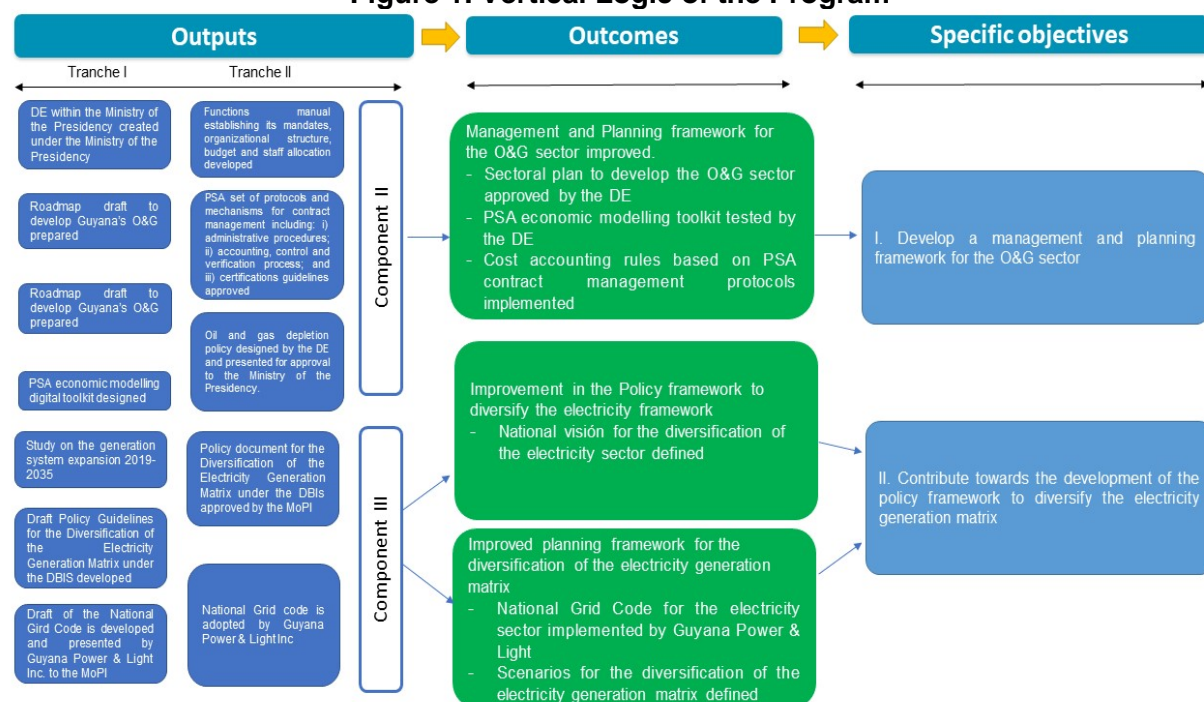 Figure 1. Vertical Logic of the Program
Outputs
Outcomes
Specific objectives
Tranche I
Tranche II
DE within the Ministry of
the Presidency created
under the Ministry of the
Presidency
Roadmap draft to
develop Guyana's O&G
prepared
Roadmap draft to
develop Guyana's O&G
prepared
PSA economic modelling
digital toolkit designed
Study on the generation
system expansion 2019-
2035
Draft Policy Guidelines
for the Diversification of
the Electricity
Generation Matrix under
the DBIS developed
Draft of the National
Gird Code is developed
and presented by
Guyana Power & Light
Inc. to the MoPI
Functions manual
establishing its mandates,
organizational structure,
budget and staff allocation
developed
PSA set of protocols and
mechanisms for contract
management including: i)
administrative procedures;
ii) accounting, control and
verification process; and
iii) certifications guidelines
approved
Oil and gas depletion
policy designed by the DE
and presented for approval
to the Ministry of the
Presidency.
Policy document for the
Diversification of the
Electricity Generation
Matrix under the DBIs
approved by the MoPI
National Grid code is
adopted by Guyana
Power & Light Inc
Component II
Component III
Management and Planning framework for
the O&G sector improved.
- Sectoral plan to develop the O&G sector
approved by the DE
- PSA economic modelling toolkit tested by
the DE
- Cost accounting rules based on PSA
contract management protocols
implemented
Improvement in the Policy framework to
diversify the electricity framework
- National visión for the diversification of
the electricity sector defined
Improved planning framework for the
diversification of the electricity generation
matrix
- National Grid Code for the electricity
sector implemented by Guyana Power &
Light
- Scenarios for the diversification of the
electricity generation matrix defined
I. Develop a management and planning
framework for the O&G sector
II. Contribute towards the development of the
policy framework to diversify the electricity
generation matrix